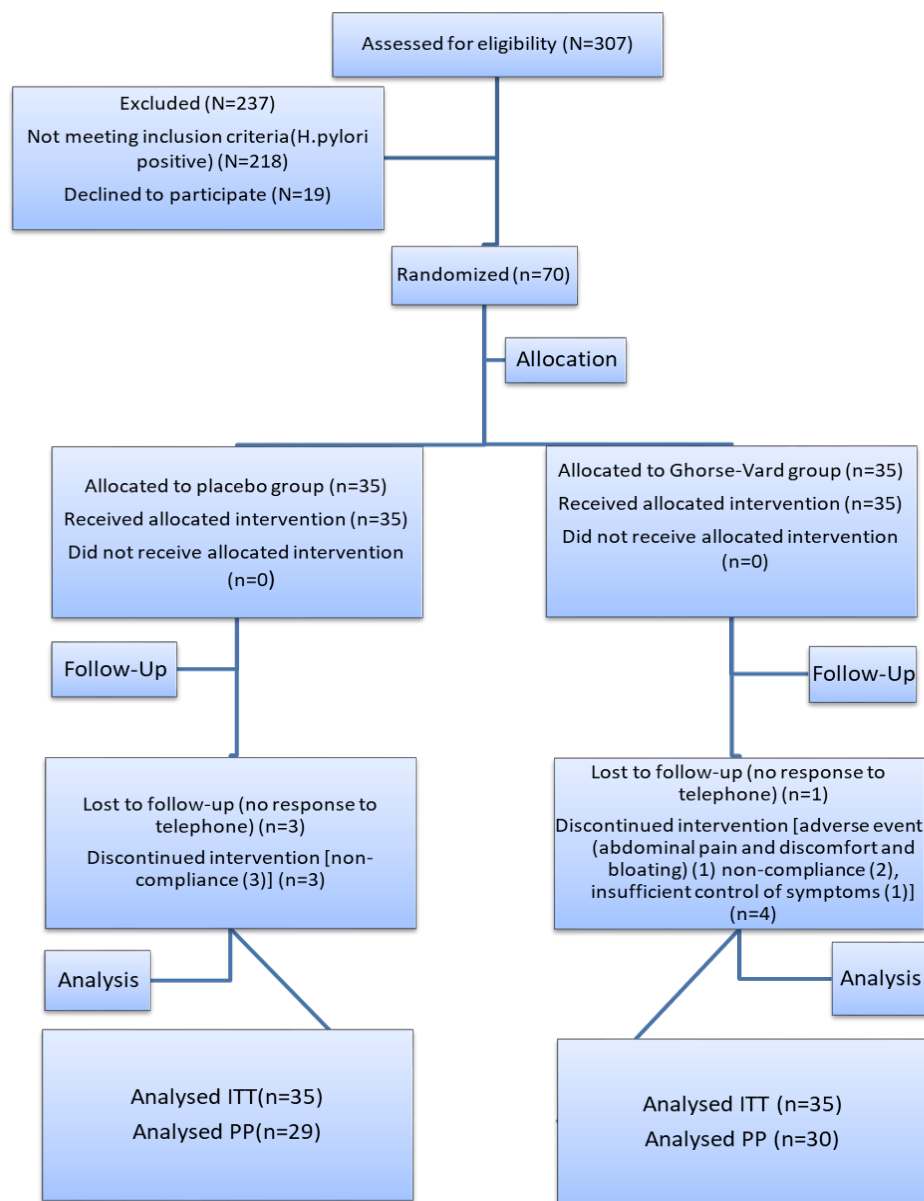 Assessed for eligibility (N=307)
Excluded (N=237)
Not meeting inclusion criteria(H.pylori
positive) (N=218)
Declined to participate (N=19)
Randomized (n=70)
Allocation
Allocated to placebo group (n=35)
Received allocated intervention (n=35)
Did not receive allocated intervention
(n=0)
Allocated to Ghorse-Vard group (n=35)
Received allocated intervention (n=35)
Did not receive allocated intervention
(n=0)
Follow-Up
Follow-Up
Lost to follow-up (no response to
telephone) (n=3)
Discontinued intervention [non-
compliance (3)] (n=3)
Lost to follow-up (no response to
telephone) (n=1)
Discontinued intervention [adverse event
(abdominal pain and discomfort and
bloating) (1) non-compliance (2),
insufficient control of symptoms (1)]
(n=4)
Analysis
Analysis
Analysed ITT(n=35)
Analysed PP(n=29)
Analysed ITT (n=35)
Analysed PP (n=30)